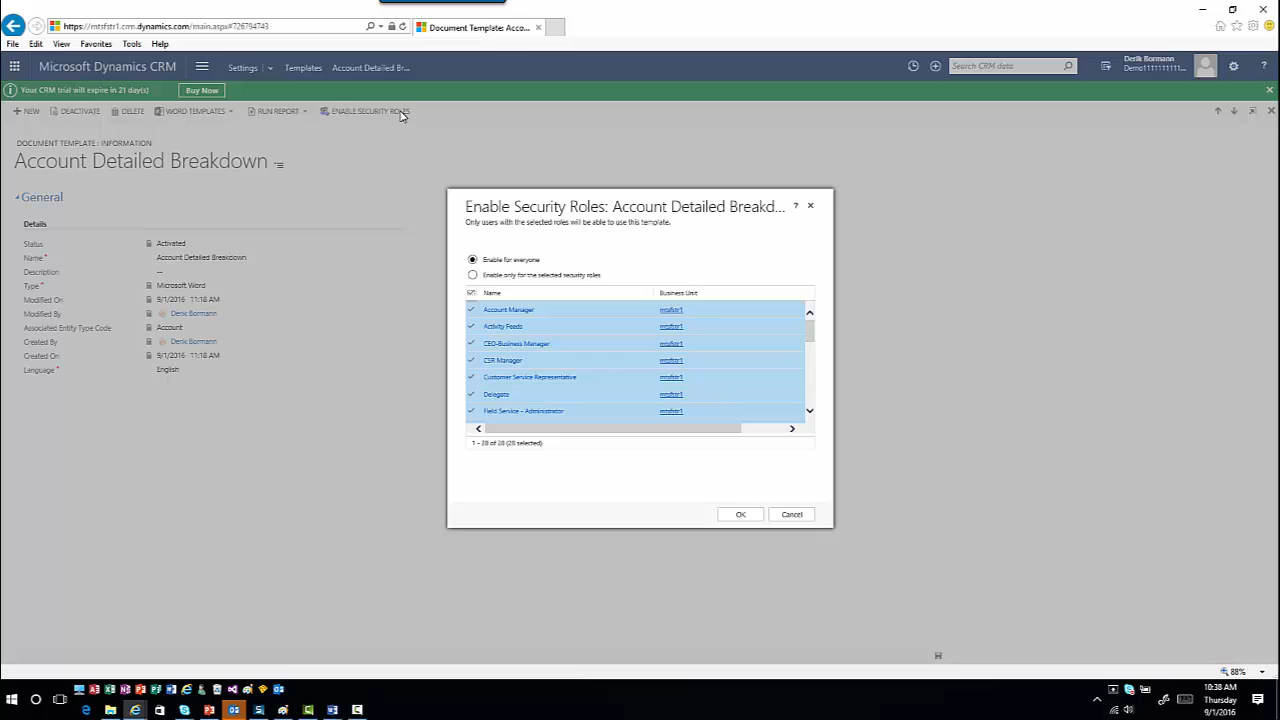 https://mtsfstr1.crm.dynamics.com/main.aspx#726794743
Document Template: Acco...
File Edit View Favorites Tools Help
Microsoft Dynamics CRM
Settings
Templates
Account Detailed Br...
Search CRM data
Derik Bormann
Demo1111111111...
?
Your CRM trial will expire in 21 day(s)
Buy Now
NEW
DEACTIVATE
DELETE
WORD TEMPLATES
RUN REPORT
ENABLE SECURITY ROLES
DOCUMENT TEMPLATE : INFORMATION
Account Detailed Breakdown
General
Details
Status Activated
Name* Account Detailed Breakdown
Description --
Type* Microsoft Word
Modified On 9/1/2016 11:18 AM
Modified By Derik Bormann
Associated Entity Type Code Account
Created By Derik Bormann
Created On 9/1/2016 11:18 AM
Language* English
Enable Security Roles: Account Detailed Breakd...
?
Only users with the selected roles will be able to use this template.
Enable for everyone
Enable only for the selected security roles
Name Business Unit
Account Manager mtsfstr1
Activity Feeds mtsfstr1
CEO-Business Manager mtsfstr1
CSR Manager mtsfstr1
Customer Service Representative mtsfstr1
Delegate mtsfstr1
Field Service - Administrator mtsfstr1
1 - 28 of 28 (28 selected)
OK
Cancel
88%
10:38 AM
Thursday
9/1/2016